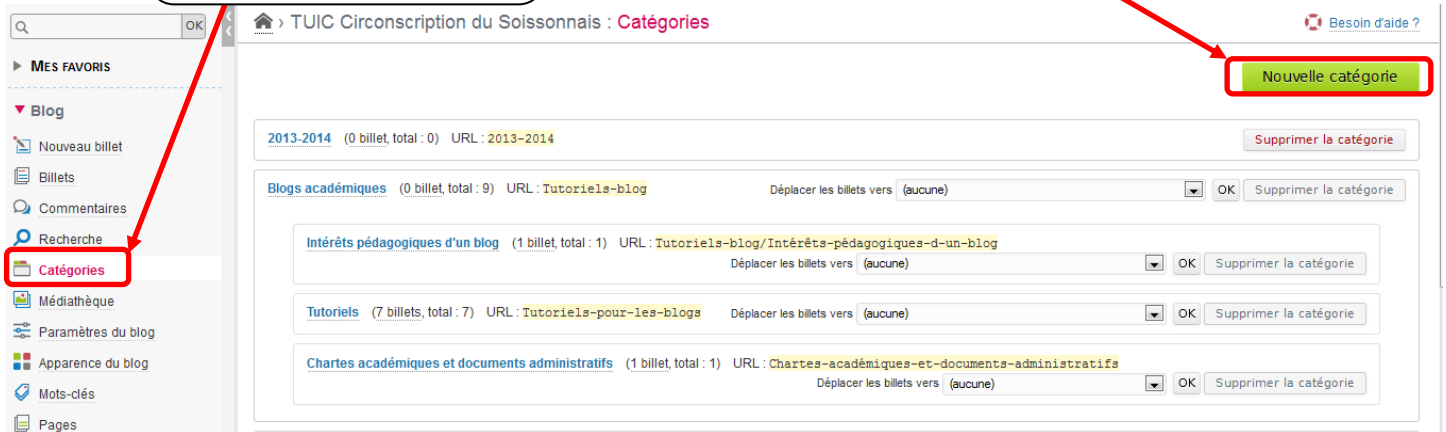 OK
› TUIC Circonscription du Soissonnais : Catégories
Besoin d'aide ?
Nouvelle catégorie
MES FAVORIS
Blog
Nouveau billet
Billets
Commentaires
Recherche
Catégories
Médiathèque
Paramètres du blog
Apparence du blog
Mots-clés
Pages
2013-2014 (0 billet, total : 0) URL : 2013-2014 Supprimer la catégorie
Blogs académiques (0 billet, total : 9) URL : Tutoriels-blog Déplacer les billets vers (aucune) OK Supprimer la catégorie
Intérêts pédagogiques d'un blog (1 billet, total : 1) URL : Tutoriels-blog/Intérêts-pédagogiques-d-un-blog
Déplacer les billets vers (aucune) OK Supprimer la catégorie
Tutoriels (7 billets, total : 7) URL : Tutoriels-pour-les-blogs Déplacer les billets vers (aucune) OK Supprimer la catégorie
Chartes académiques et documents administratifs (1 billet, total : 1) URL : Chartes-académiques-et-documents-administratifs
Déplacer les billets vers (aucune) OK Supprimer la catégorie